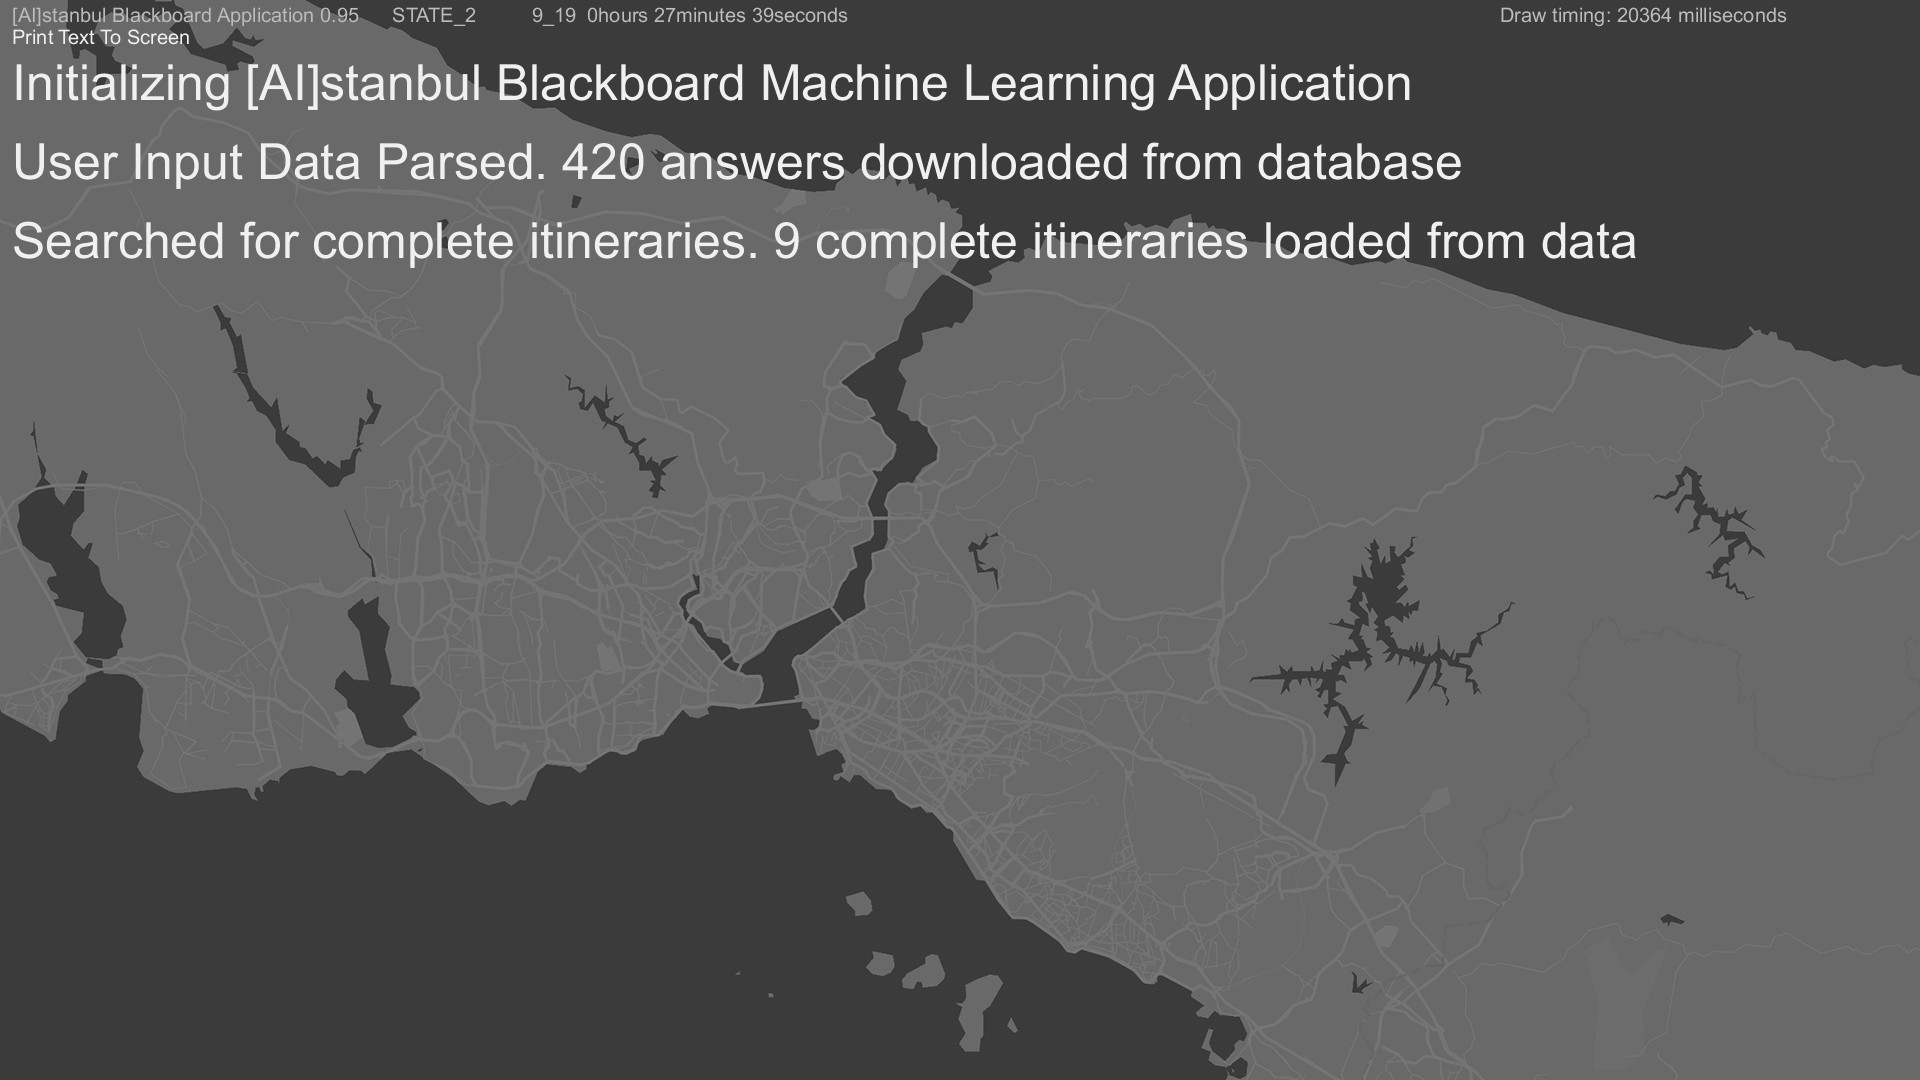 [AI]stanbul Blackboard Application 0.95 STATE_2 9_19 0hours 27minutes 39seconds Draw timing: 20364 milliseconds
Print Text To Screen
Initializing [AI]stanbul Blackboard Machine Learning Application
User Input Data Parsed. 420 answers downloaded from database
Searched for complete itineraries. 9 complete itineraries loaded from data